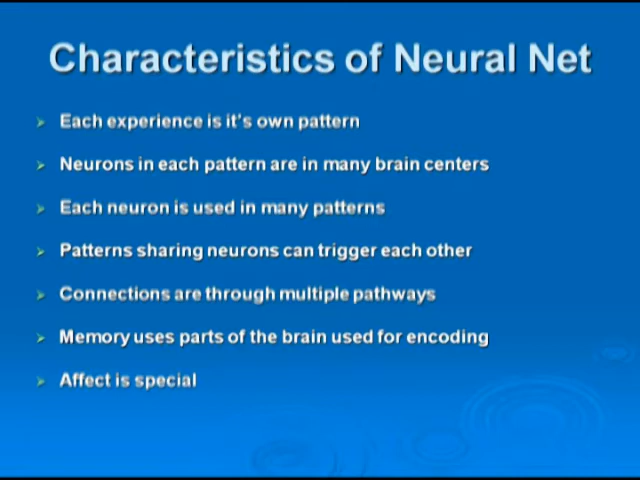 Characteristics of Neural Net
Each experience is it's own pattern
Neurons in each pattern are in many brain centers
Each neuron is used in many patterns
Patterns sharing neurons can trigger each other
Connections are through multiple pathways
Memory uses parts of the brain used for encoding
Affect is special